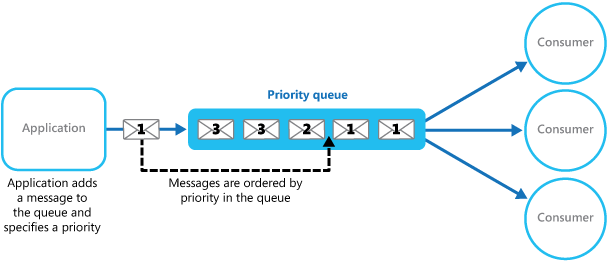 Priority queue
Consumer
Application
1
3
3
2
1
1
Consumer
Application adds
a message to
the queue and
specifies a priority
Messages are ordered by
priority in the queue
Consumer